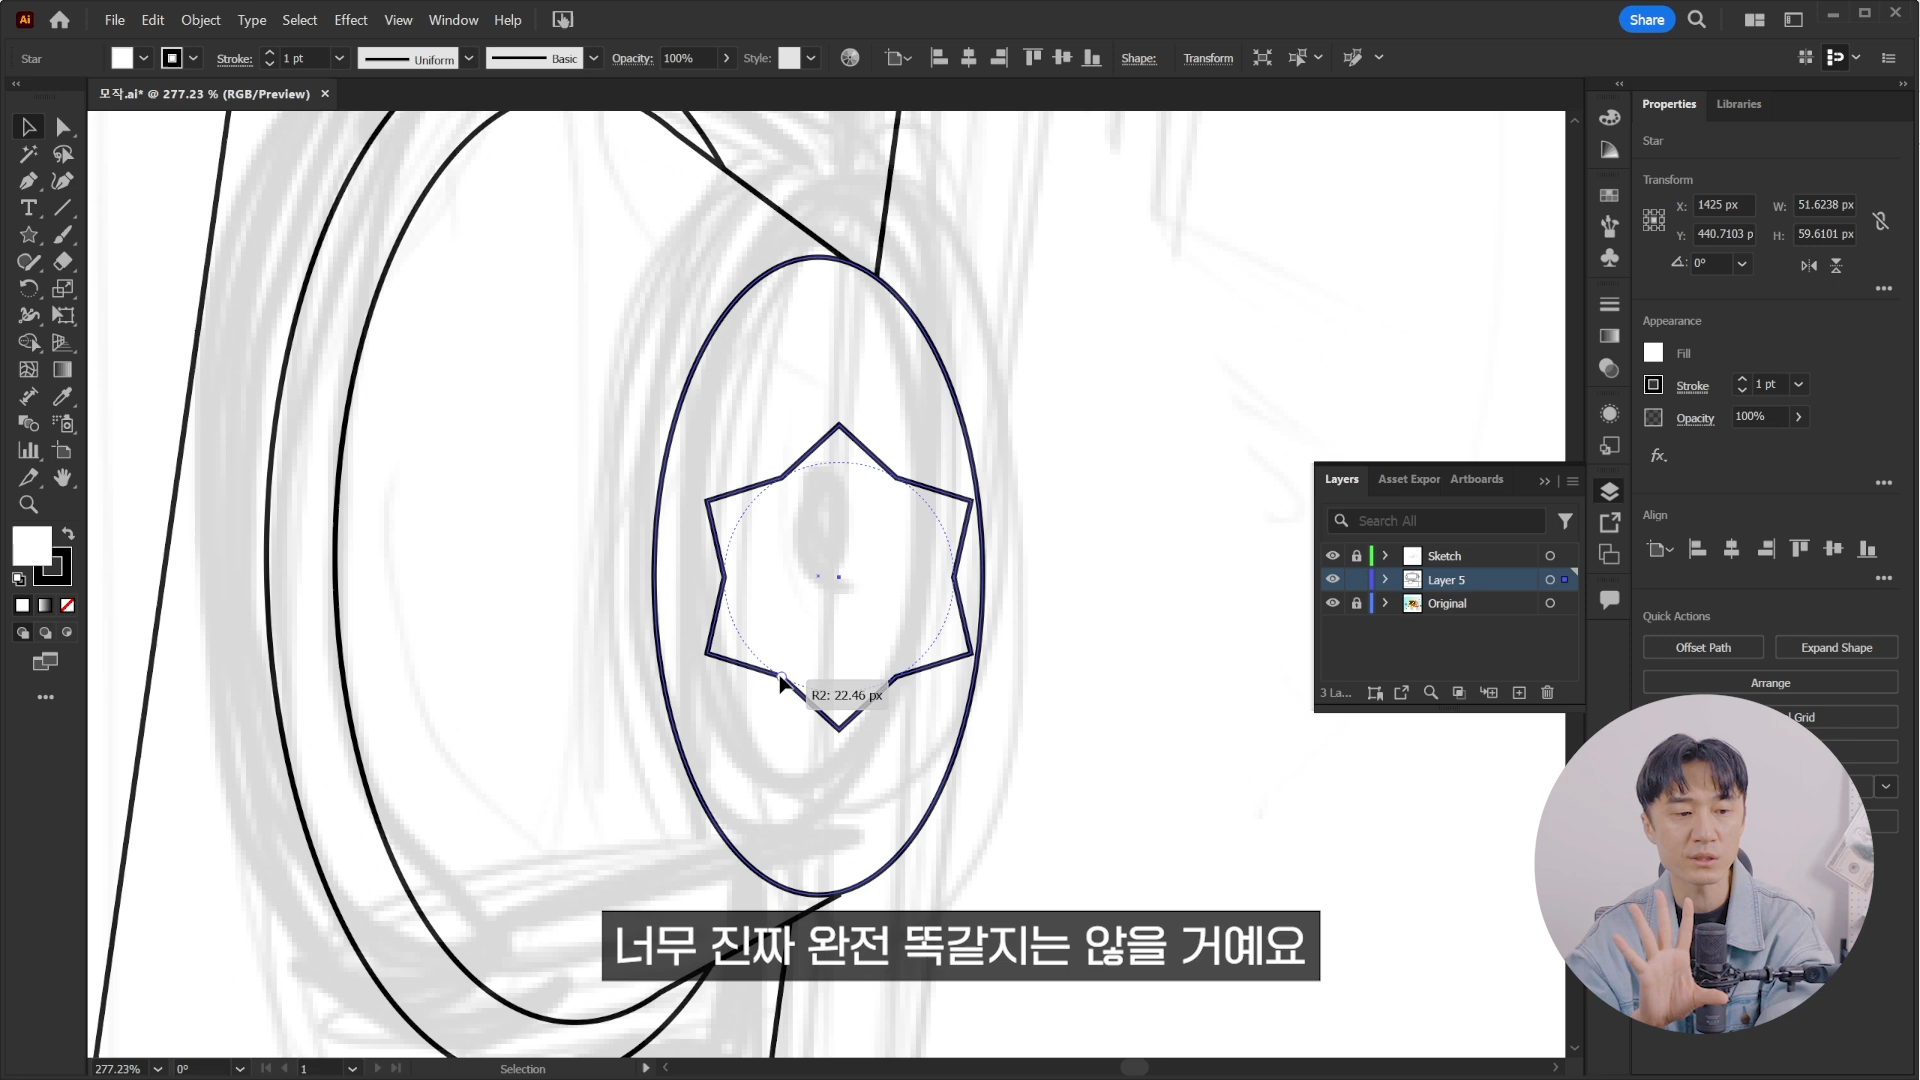 Ai File Edit Object Type Select Effect View Window Help Share
Star Stroke: 1 pt Uniform Basic Opacity: 100% Style: Shape: Transform
모작.ai* @ 277.23 % (RGB/Preview) ×
Properties Libraries
Star
Transform
X: 1425 px W: 51.6238 px
Y: 440.7103 p H: 59.6101 px
0°
Appearance
Fill
Stroke 1 pt
Opacity 100%
fx.
Align
Quick Actions
Offset Path Expand Shape
Arrange
Grid
Layers Asset Expor Artboards
Search All
Sketch
Layer 5
Original
3 La...
R2: 22.46 px
너무 진짜 완전 똑같지는 않을 거예요
277.23% 0° 1 Selection